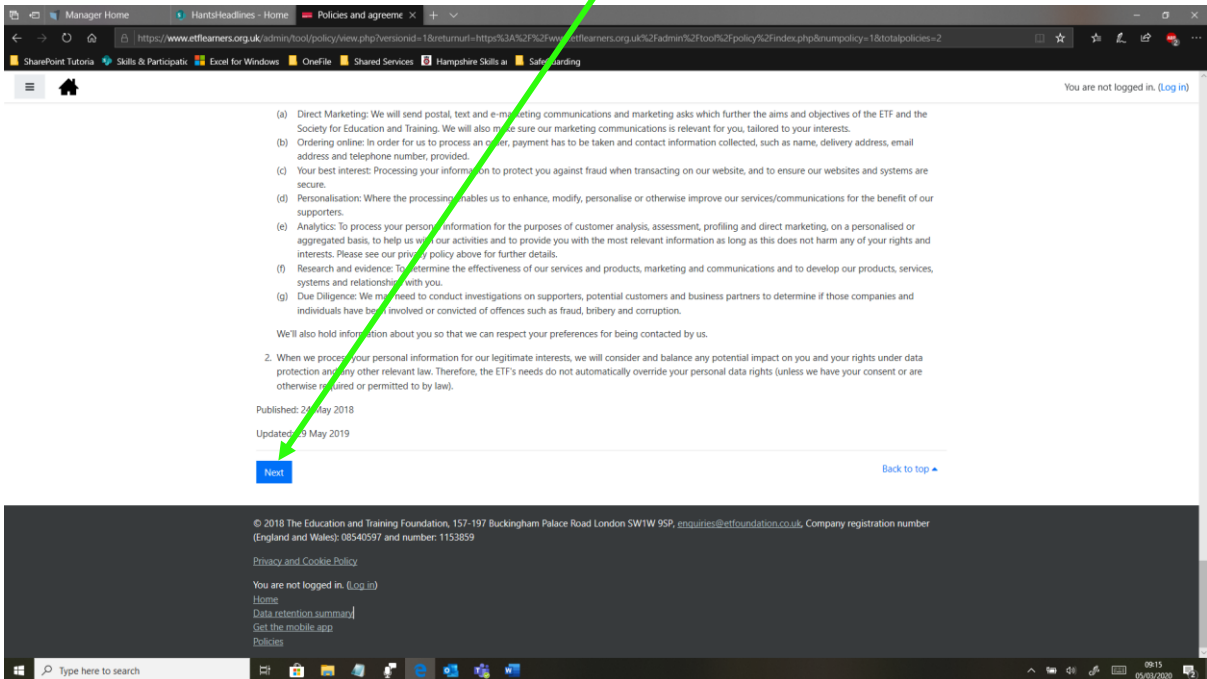 Manager Home
HantsHeadlines - Home
Policies and agreeme
https://www.etflearners.org.uk/admin/tool/policy/view.php?versionid=1&returnurl=https%3A%2F%2Fww .etflearners.org.uk%2Fadmin%2Ftool%2Fpolicy%2Findex.php&numpolicy=1&totalpolicies=2
SharePoint Tutoria Skills & Participatic Excel for Windows OneFile Shared Services Hampshire Skills ai
You are not logged in. (Log in)
(a) Direct Marketing: We will send postal, text and e-marketing communications and marketing asks which further the aims and objectives of the ETF and the
Society for Education and Training. We will also make sure our marketing communications is relevant for you, tailored to your interests.
(b) Ordering online: In order for us to process an order, payment has to be taken and contact information collected, such as name, delivery address, email
address and telephone number, provided.
(c) Your best interest: Processing your information to protect you against fraud when transacting on our website, and to ensure our websites and systems are
secure.
(d) Personalisation: Where the processing enables us to enhance, modify, personalise or otherwise improve our services/communications for the benefit of our
supporters.
(e) Analytics: To process your personal information for the purposes of customer analysis, assessment, profiling and direct marketing, on a personalised or
aggregated basis, to help us with our activities and to provide you with the most relevant information as long as this does not harm any of your rights and
interests. Please see our privacy policy above for further details.
(f) Research and evidence: To determine the effectiveness of our services and products, marketing and communications and to develop our products, services,
systems and relationships with you.
(g) Due Diligence: We may need to conduct investigations on supporters, potential customers and business partners to determine if those companies and
individuals have been involved or convicted of offences such as fraud, bribery and corruption.
We'll also hold information about you so that we can respect your preferences for being contacted by us.
2. When we process your personal information for our legitimate interests, we will consider and balance any potential impact on you and your rights under data
protection and any other relevant law. Therefore, the ETF's needs do not automatically override your personal data rights (unless we have your consent or are
otherwise required or permitted to by law).
Published: 24 May 2018
Updated: 29 May 2019
Next
Back to top
© 2018 The Education and Training Foundation, 157-197 Buckingham Palace Road London SW1W 9SP, enquiries@etfoundation.co.uk, Company registration number
(England and Wales): 08540597 and number: 1153859
Privacy and Cookie Policy
You are not logged in. (Log in)
Home
Data retention summary
Get the mobile app
Policies
Type here to search
09:15
05/03/2020